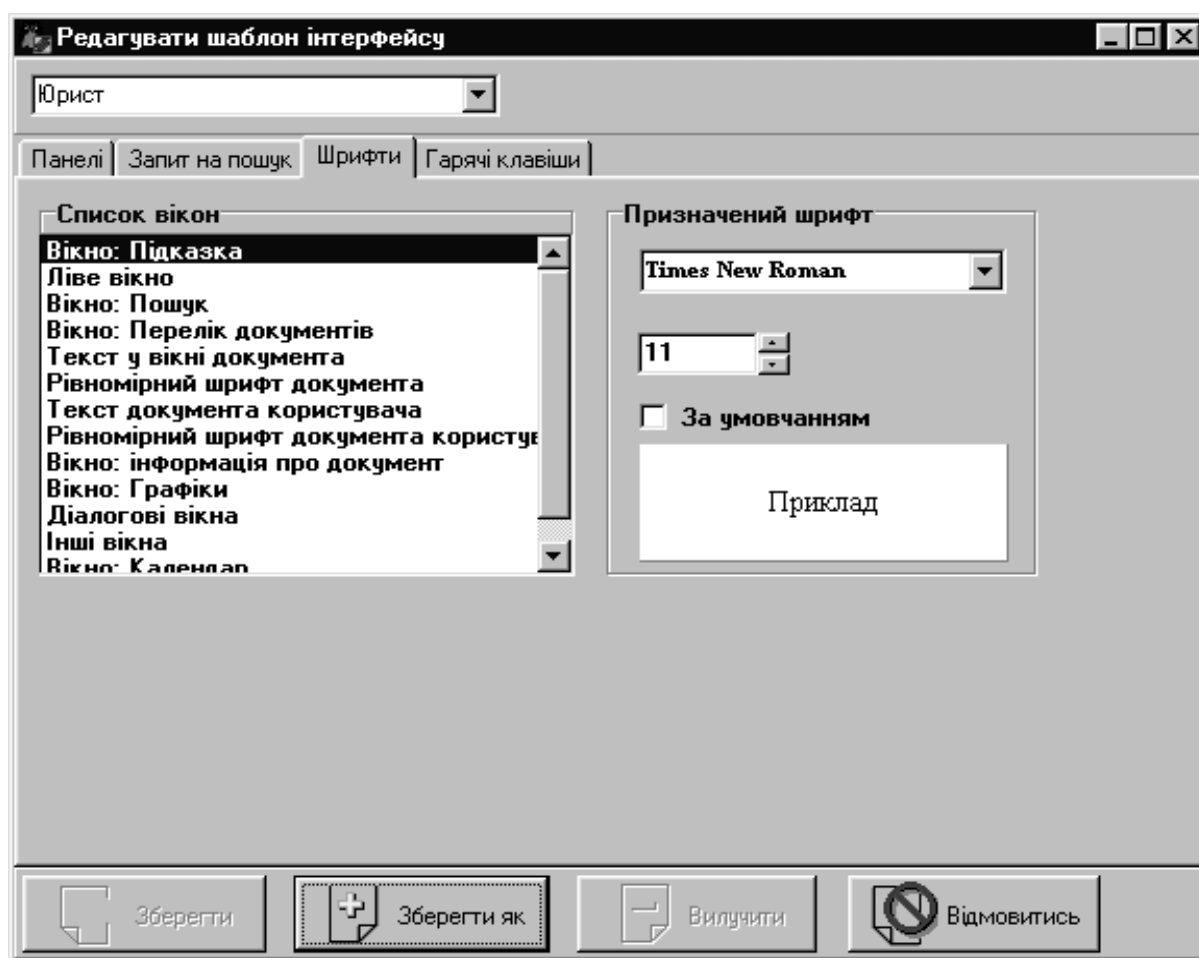 Редагувати шаблон інтерфейсу
Юрист
Панелі Запит на пошук Шрифти Гарячі клавіши
Список вікон
Вікно: Підказка
Ліве вікно
Вікно: Пошук
Вікно: Перелік документів
Текст у вікні документа
Рівномірний шрифт документа
Текст документа користувача
Рівномірний шрифт документа користув
Вікно: інформація про документ
Вікно: Графіки
Діалогові вікна
Інші вікна
Вікно: Календар
Призначений шрифт
Times New Roman
11
За умовчанням
Приклад
Зберегти Зберегти як Вилучити Відмовитись